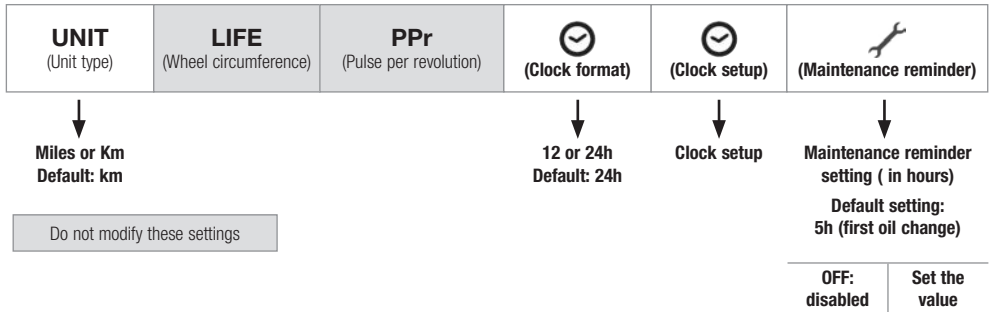 UNIT
(Unit type)
LIFE
(Wheel circumference)
PPr
(Pulse per revolution)
(Clock format)
(Clock setup)
(Maintenance reminder)
Miles or Km
Default: km
12 or 24h
Default: 24h
Clock setup
Maintenance reminder
setting ( in hours)
Default setting:
5h (first oil change)
Do not modify these settings
OFF:
disabled
Set the
value